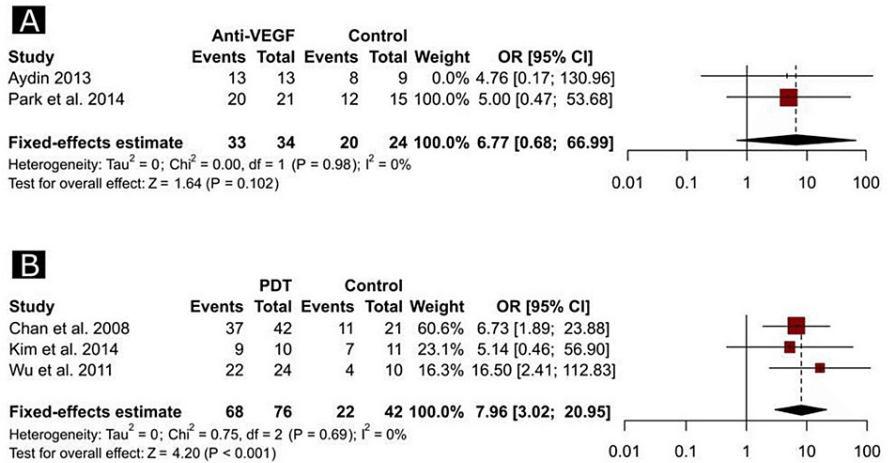 A
Anti-VEGF Control
Study Events Total Events Total Weight OR [95% CI]
Aydin 2013 13 13 8 9 0.0% 4.76 [0.17; 130.96]
Park et al. 2014 20 21 12 15 100.0% 5.00 [0.47; 53.68]
Fixed-effects estimate 33 34 20 24 100.0% 6.77 [0.68; 66.99]
Heterogeneity: Tau² = 0; Chi² = 0.00, df = 1 (P = 0.98); I² = 0%
Test for overall effect: Z = 1.64 (P = 0.102)
0.01 0.1 1 10 100
B
PDT Control
Study Events Total Events Total Weight OR [95% CI]
Chan et al. 2008 37 42 11 21 60.6% 6.73 [1.89; 23.88]
Kim et al. 2014 9 10 7 11 23.1% 5.14 [0.46; 56.90]
Wu et al. 2011 22 24 4 10 16.3% 16.50 [2.41; 112.83]
Fixed-effects estimate 68 76 22 42 100.0% 7.96 [3.02; 20.95]
Heterogeneity: Tau² = 0; Chi² = 0.75, df = 2 (P = 0.69); I² = 0%
Test for overall effect: Z = 4.20 (P < 0.001)
0.01 0.1 1 10 100